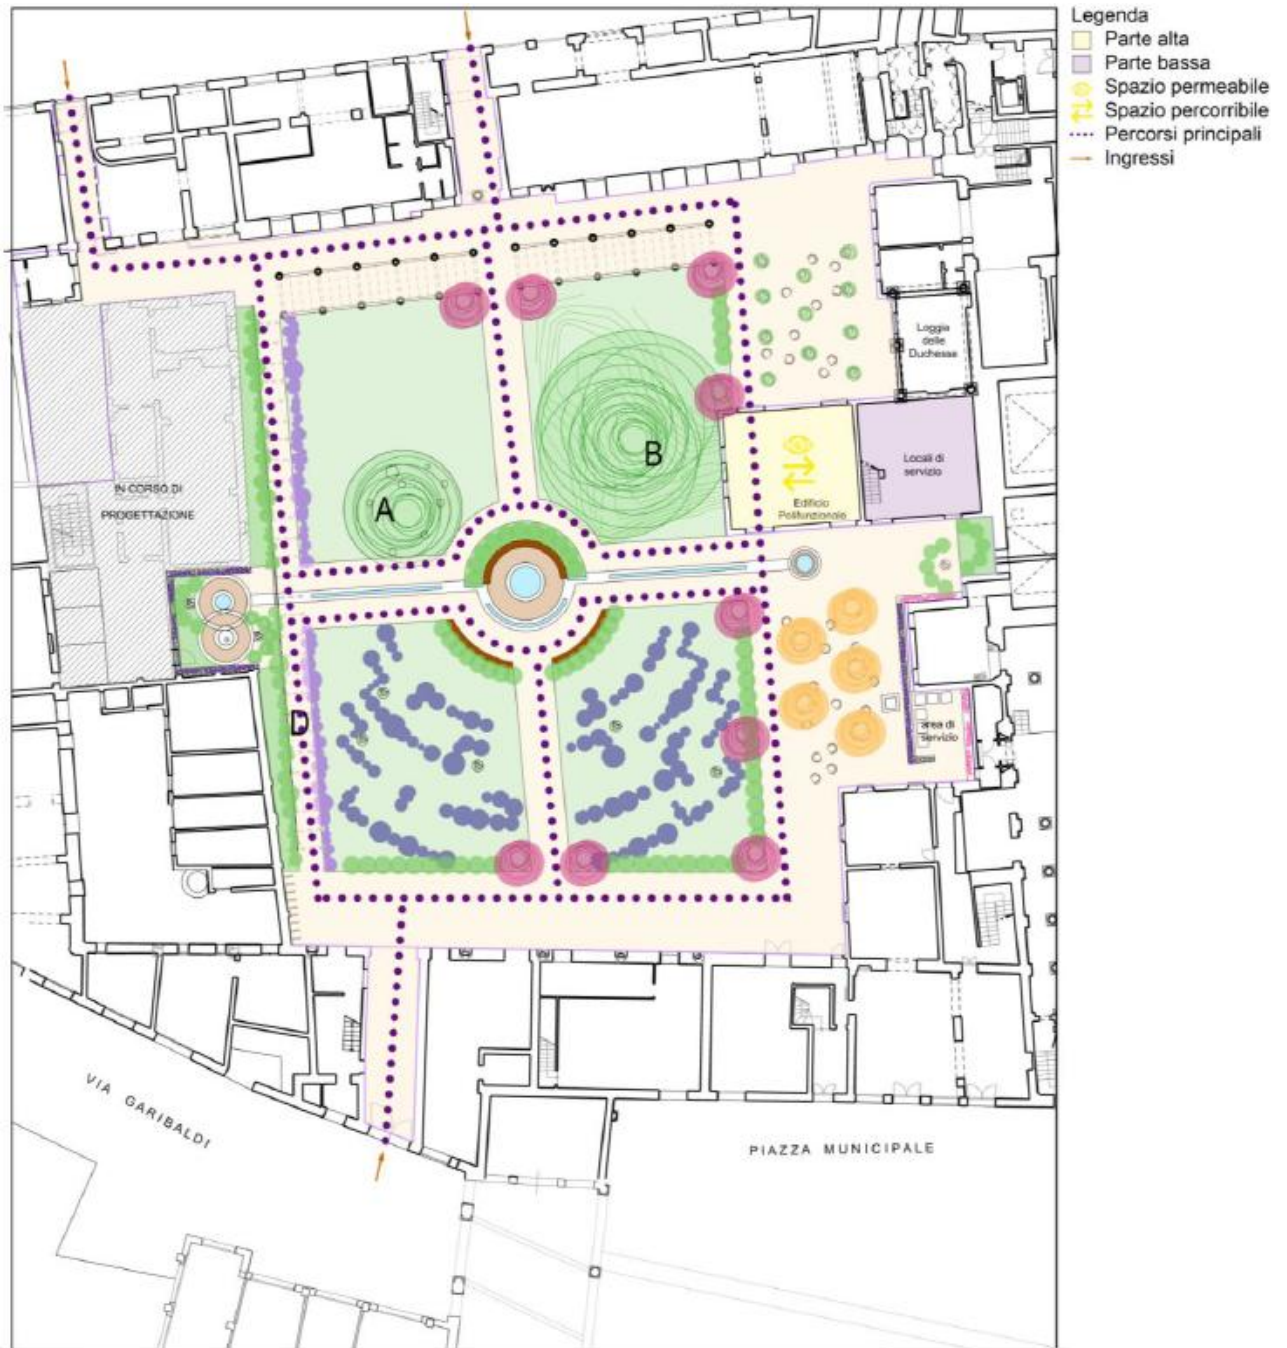 Legenda
Parte alta
Parte bassa
Spazio permeabile
Spazio percorribile
Percorsi principali
Ingressi
Loggia
delle
Duchesse
B
A
Locali di
servizio
Edificio
Polifunzionale
IN CORSO DI
PROGETTAZIONE
D
area di
servizio
VIA GARIBALDI
PIAZZA MUNICIPALE